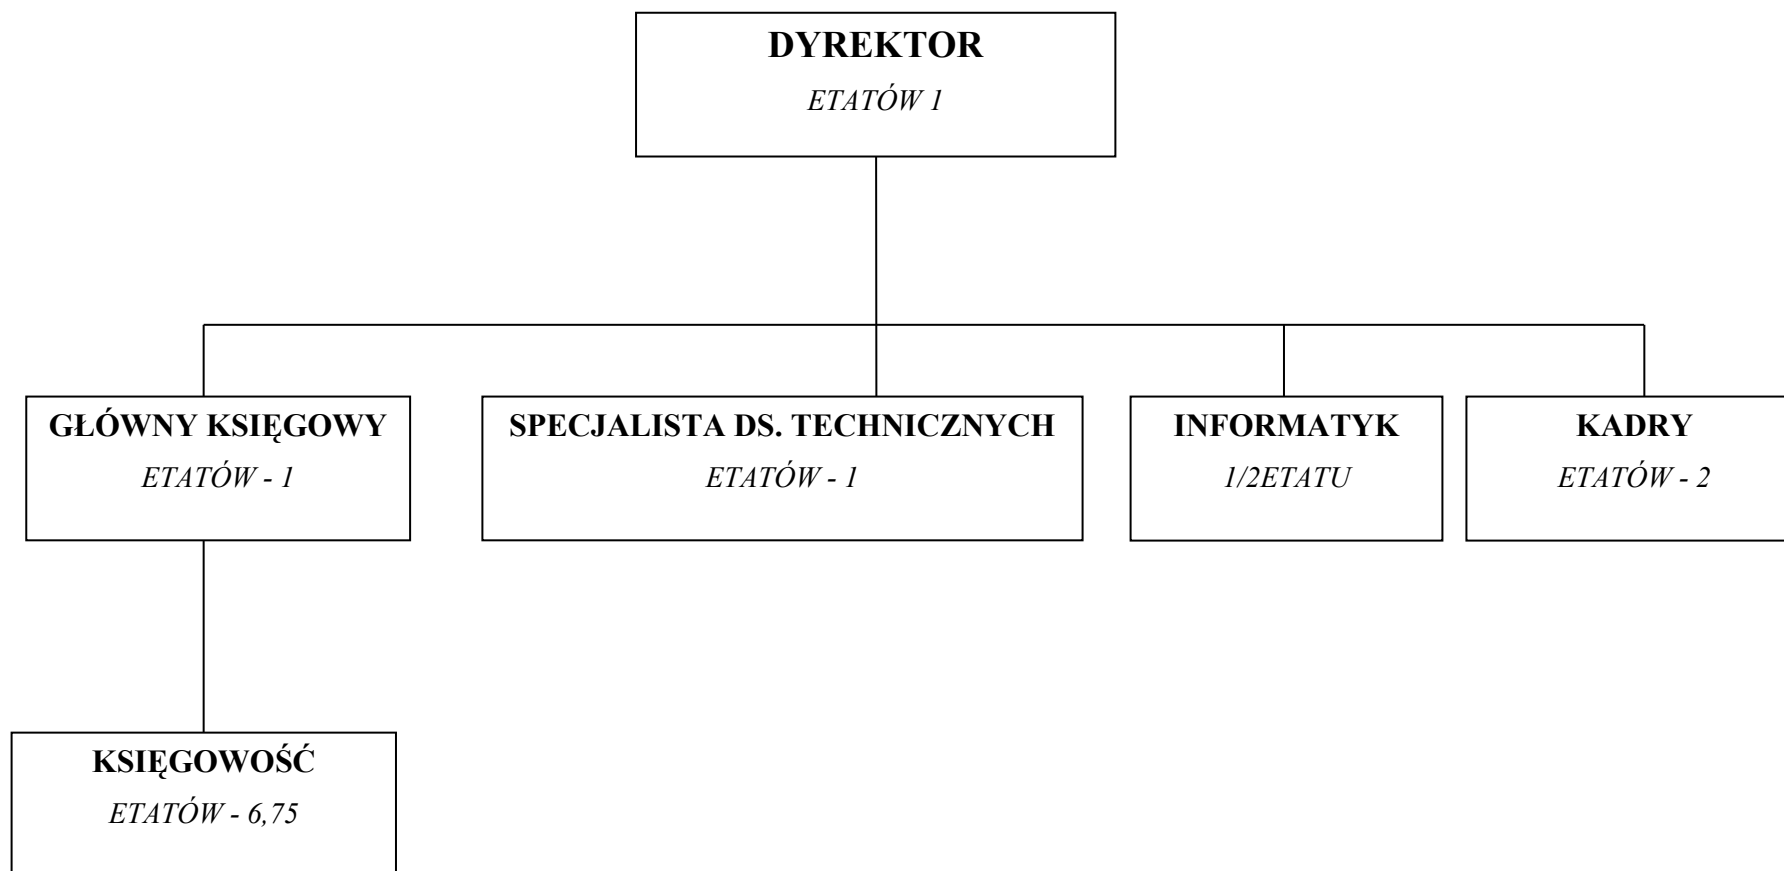 DYREKTOR
ETATÓW 1
GŁÓWNY KSIĘGOWY
ETATÓW - 1
SPECJALISTA DS. TECHNICZNYCH
ETATÓW - 1
INFORMATYK
1/2ETATU
KADRY
ETATÓW - 2
KSIĘGOWOŚĆ
ETATÓW - 6,75